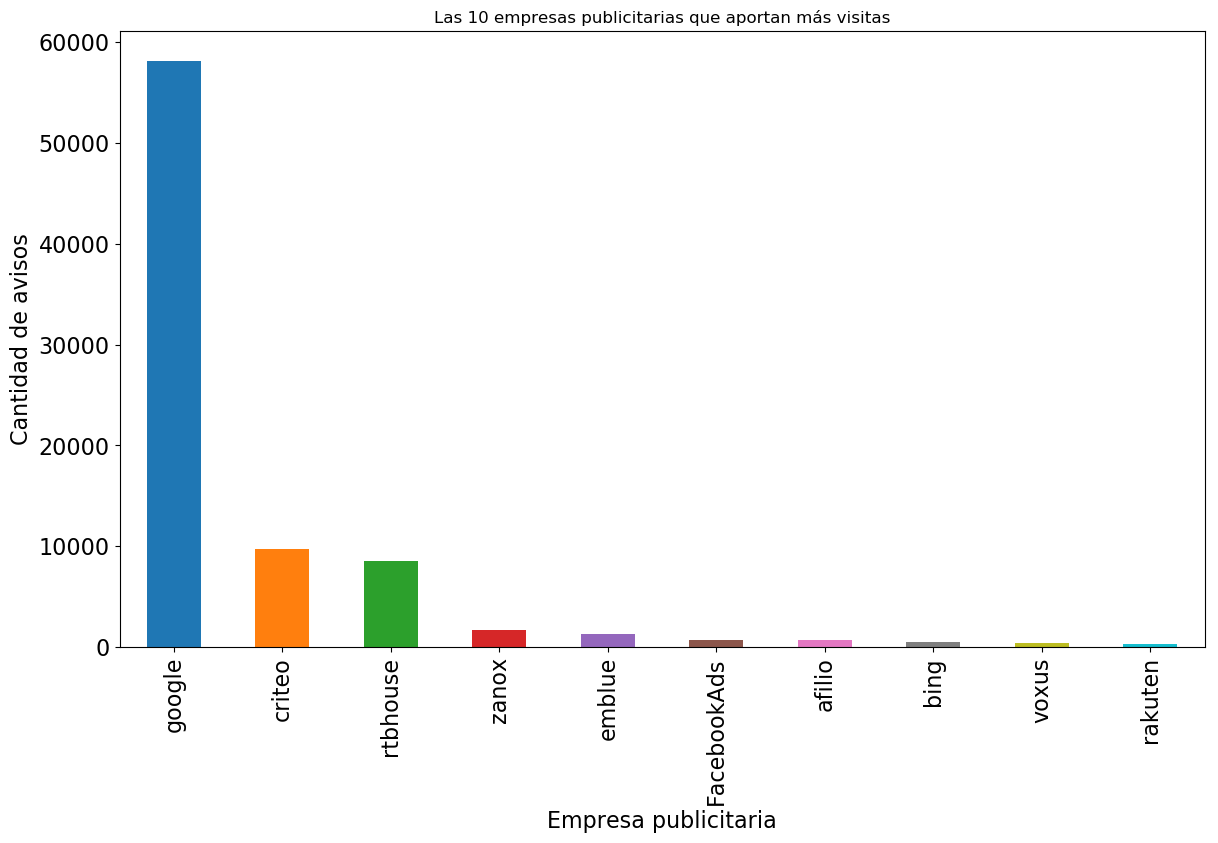 Las 10 empresas publicitarias que aportan más visitas
60000
50000
40000
30000
20000
10000
0
Cantidad de avisos
google
criteo
rtbhouse
zanox
emblue
FacebookAds
afilio
bing
voxus
rakuten
Empresa publicitaria